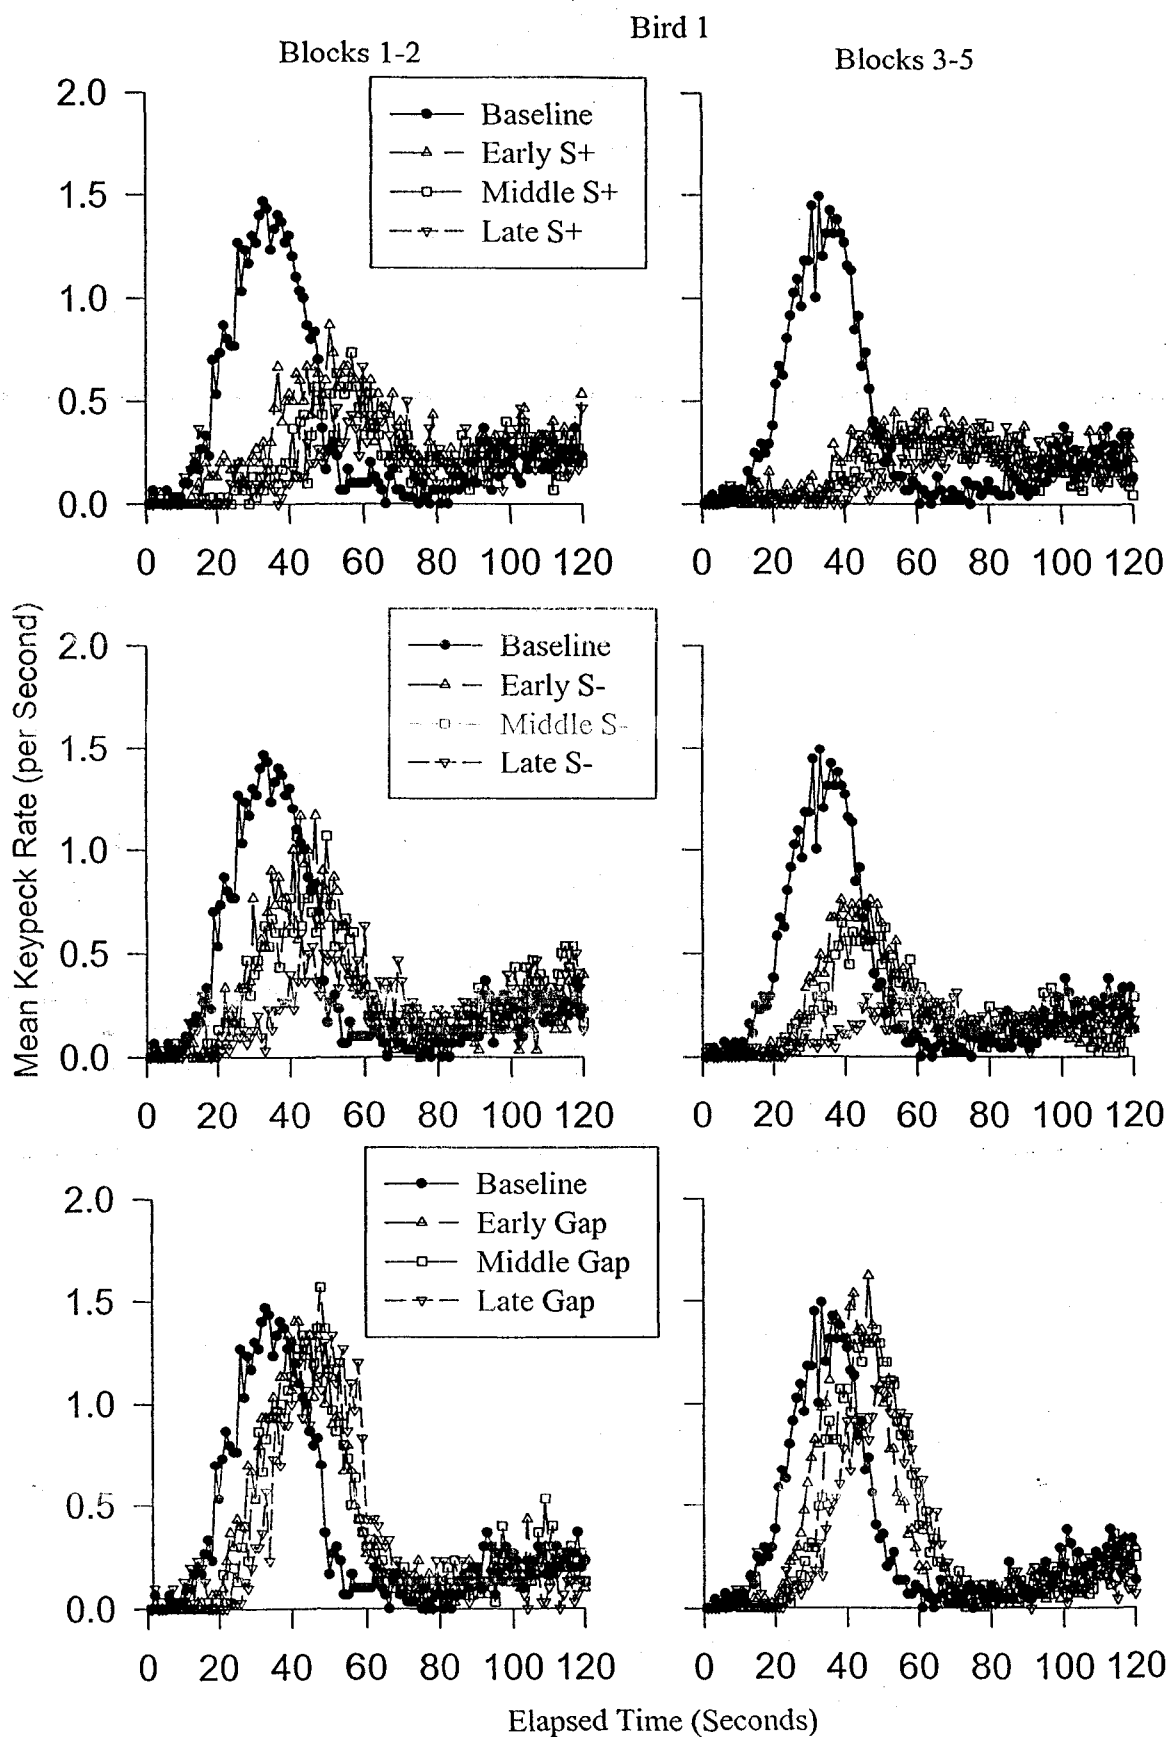 Bird 1
Blocks 1-2
Blocks 3-5
2.0
1.5
1.0
0.5
0.0
Baseline
Early S+
Middle S+
Late S+
0 20 40 60 80 100 120
0 20 40 60 80 100 120
Mean Keypeck Rate (per Second)
2.0
1.5
1.0
0.5
0.0
Baseline
Early S-
Middle S-
Late S-
0 20 40 60 80 100 120
0 20 40 60 80 100 120
2.0
1.5
1.0
0.5
0.0
Baseline
Early Gap
Middle Gap
Late Gap
0 20 40 60 80 100 120
0 20 40 60 80 100 120
Elapsed Time (Seconds)